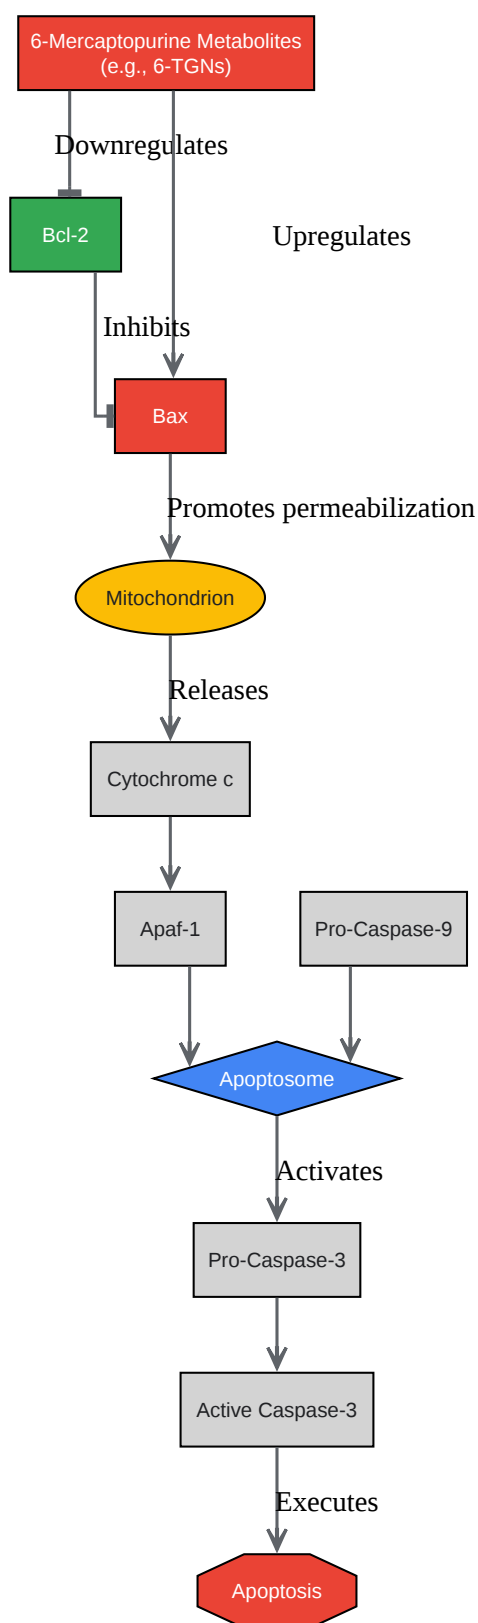 6-Mercaptopurine Metabolites
(e.g., 6-TGNs)
Downregulates
Bcl-2
Upregulates
Inhibits
Bax
Promotes permeabilization
Mitochondrion
Releases
Cytochrome c
Apaf-1
Pro-Caspase-9
Apoptosome
Activates
Pro-Caspase-3
Active Caspase-3
Executes
Apoptosis